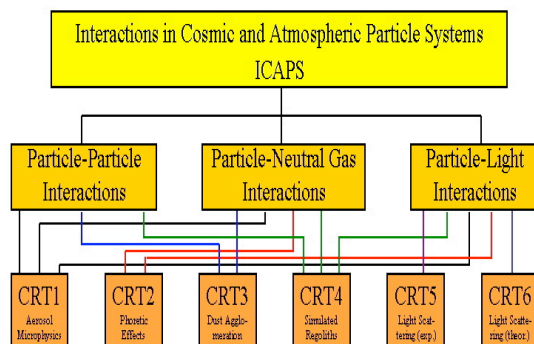 Interactions in Cosmic and Atmospheric Particle Systems
ICAPS
Particle-Particle
Interactions
Particle-Neutral Gas
Interactions
Particle-Light
Interactions
CRT1
Aerosol
Microphysics
CRT2
Phoretic
Effects
CRT3
Dust Agglo-
meration
CRT4
Simulated
Regoliths
CRT5
Light Scat-
tering (exp.)
CRT6
Light Scatte-
ring (theor.)